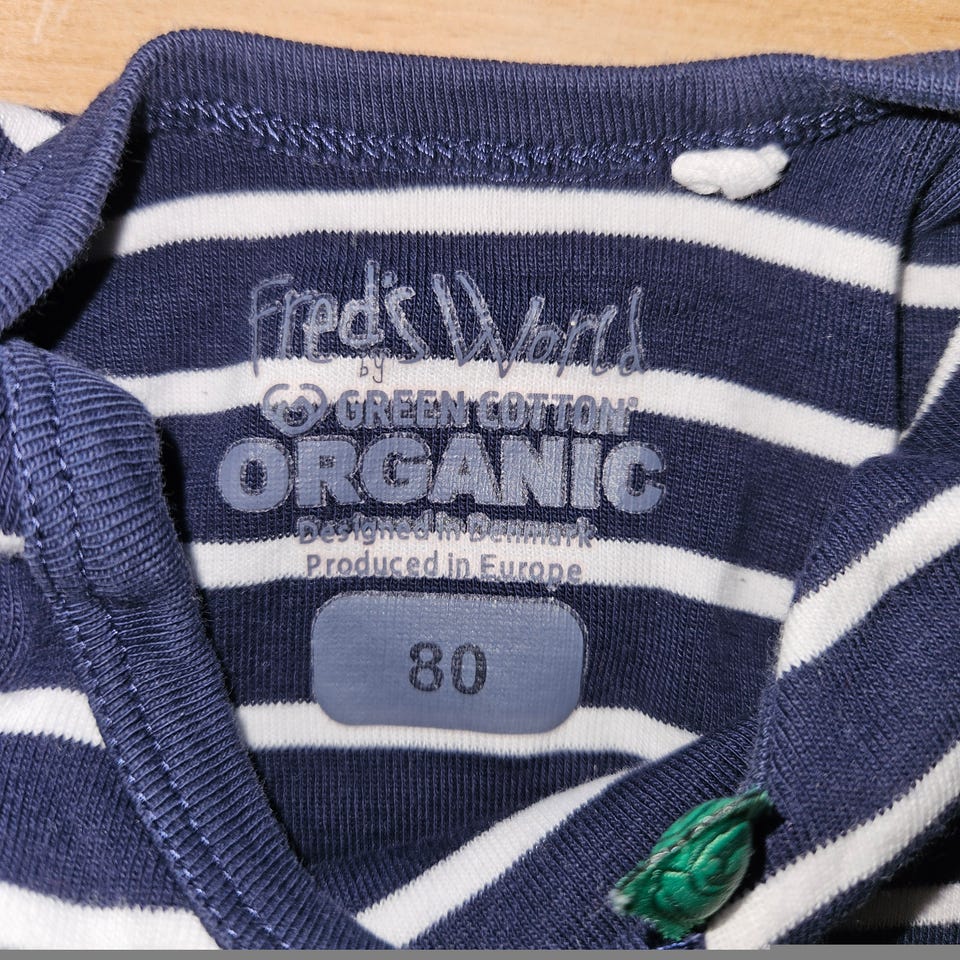 Fred's World
by
GREEN COTTON®
ORGANIC
Designed in Denmark
Produced in Europe
80